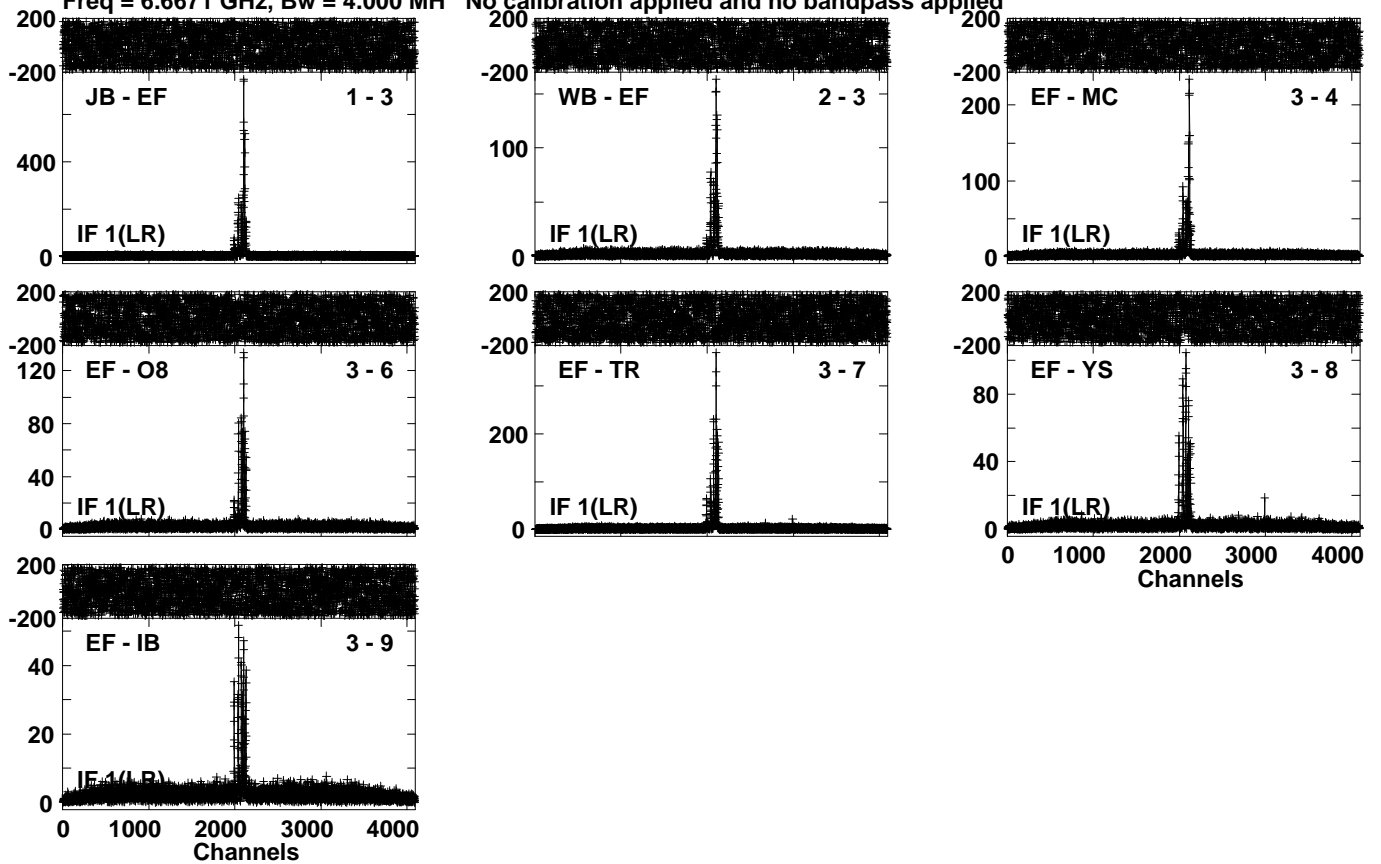 Freq = 6.6671 GHz, Bw = 4.000 MH No calibration applied and no bandpass applied
200 200 200
-200 -200 -200
JB - EF 1 - 3 WB - EF 2 - 3 EF - MC 3 - 4
200
400 100 100
IF 1(LR) IF 1(LR) IF 1(LR)
0 0 0
200 200 200
-200 -200 -200
EF - O8 3 - 6 EF - TR 3 - 7 EF - YS 3 - 8
120
80 200 80
40 40
IF 1(LR) IF 1(LR) IF 1(LR)
0 0 0
0 1000 2000 3000 4000
Channels
200
-200
EF - IB 3 - 9
40
20
IF 1(LR)
0
0 1000 2000 3000 4000
Channels